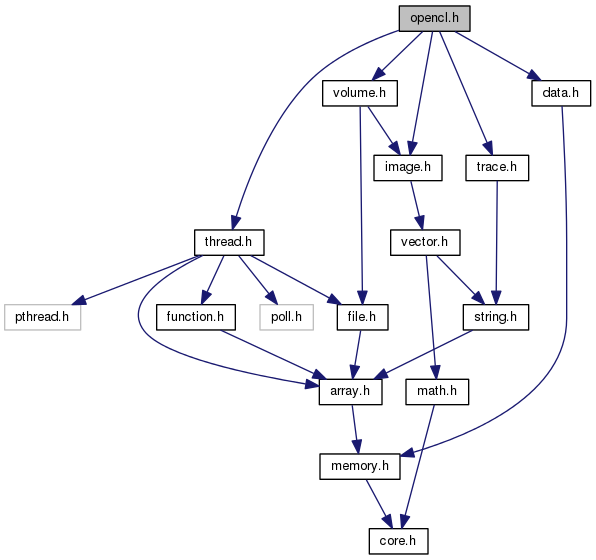 opencl.h
volume.h
data.h
image.h
trace.h
thread.h
vector.h
pthread.h
function.h
poll.h
file.h
string.h
array.h
math.h
memory.h
core.h